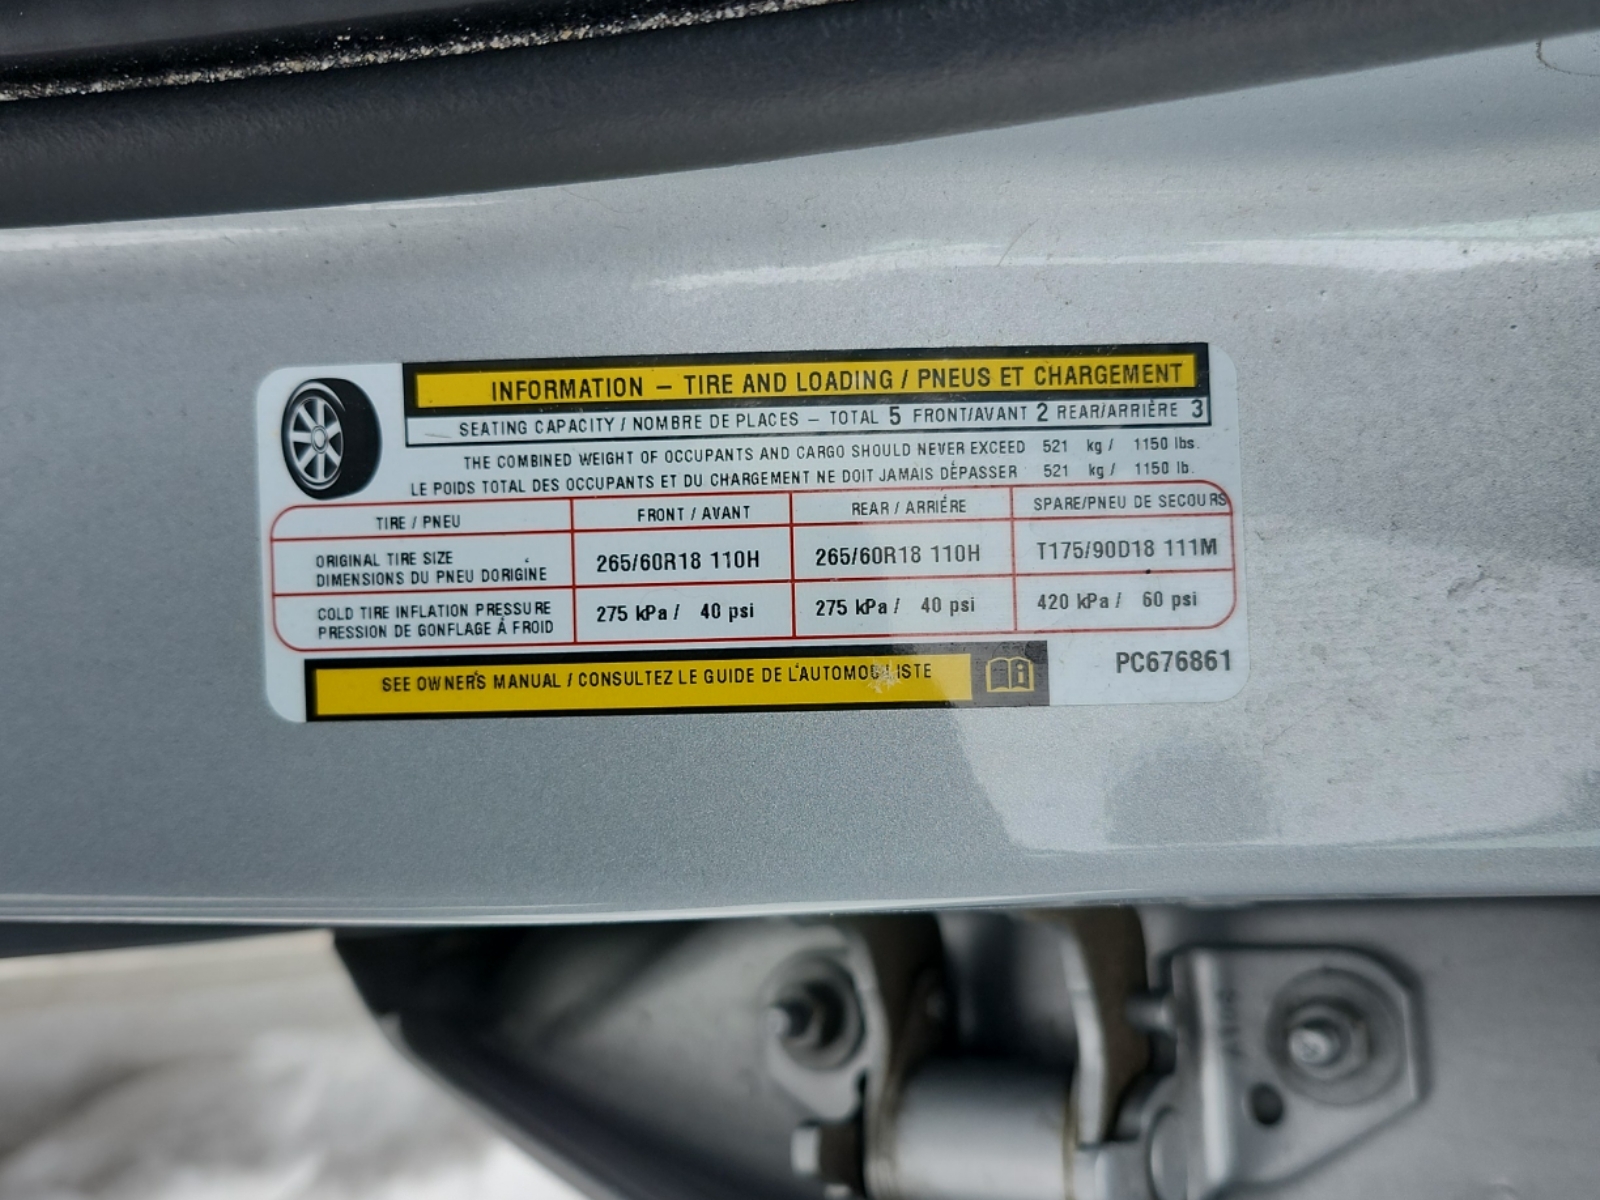 INFORMATION – TIRE AND LOADING / PNEUS ET CHARGEMENT
SEATING CAPACITY / NOMBRE DE PLACES – TOTAL 5 FRONT/AVANT 2 REAR/ARRIÈRE 3
THE COMBINED WEIGHT OF OCCUPANTS AND CARGO SHOULD NEVER EXCEED 521 kg / 1150 lbs.
LE POIDS TOTAL DES OCCUPANTS ET DU CHARGEMENT NE DOIT JAMAIS DÉPASSER 521 kg / 1150 lb.
TIRE / PNEU FRONT / AVANT REAR / ARRIÉRE SPARE/PNEU DE SECOURS
ORIGINAL TIRE SIZE
DIMENSIONS DU PNEU D'ORIGINE 265/60R18 110H 265/60R18 110H T175/90D18 111M
COLD TIRE INFLATION PRESSURE
PRESSION DE GONFLAGE À FROID 275 kPa / 40 psi 275 kPa / 40 psi 420 kPa / 60 psi
SEE OWNER'S MANUAL / CONSULTEZ LE GUIDE DE L'AUTOMOBILISTE
PC676861